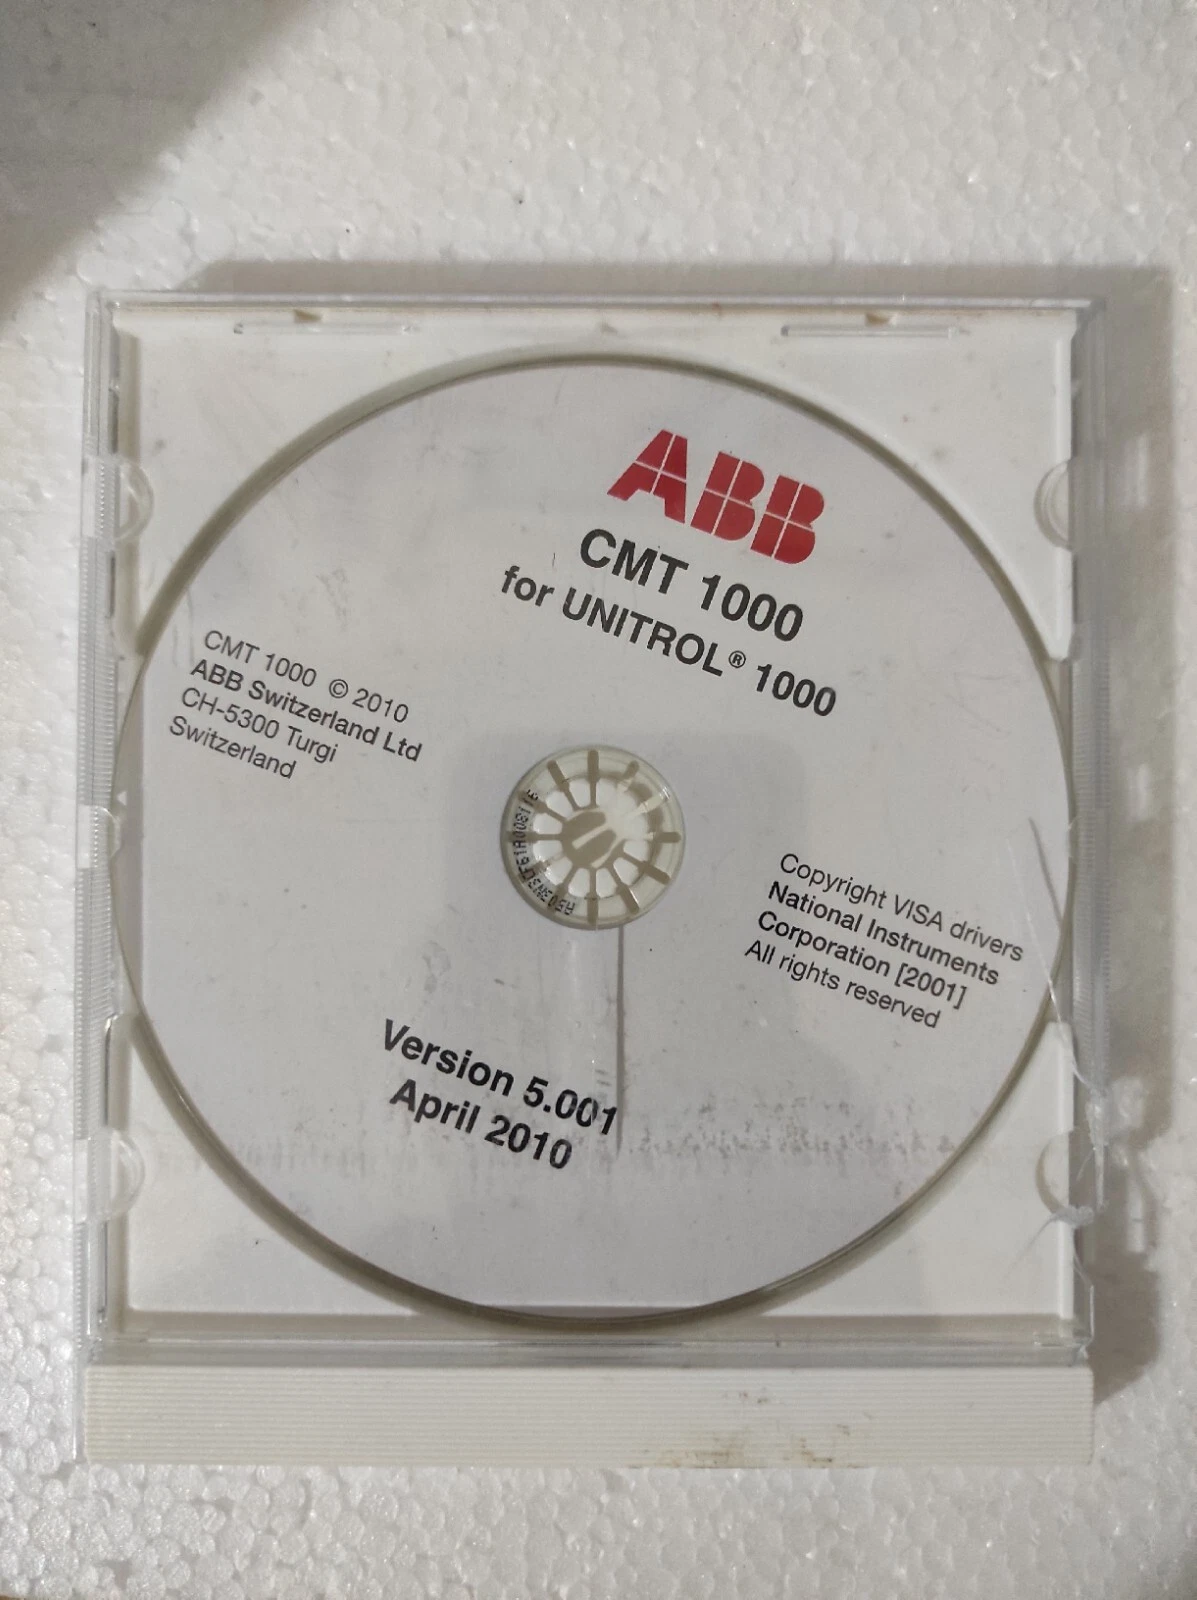 ABB
CMT 1000
for UNITROL® 1000
CMT 1000 © 2010
ABB Switzerland Ltd
CH-5300 Turgi
Switzerland
Copyright VISA drivers
National Instruments
Corporation [2001]
All rights reserved
Version 5.001
April 2010